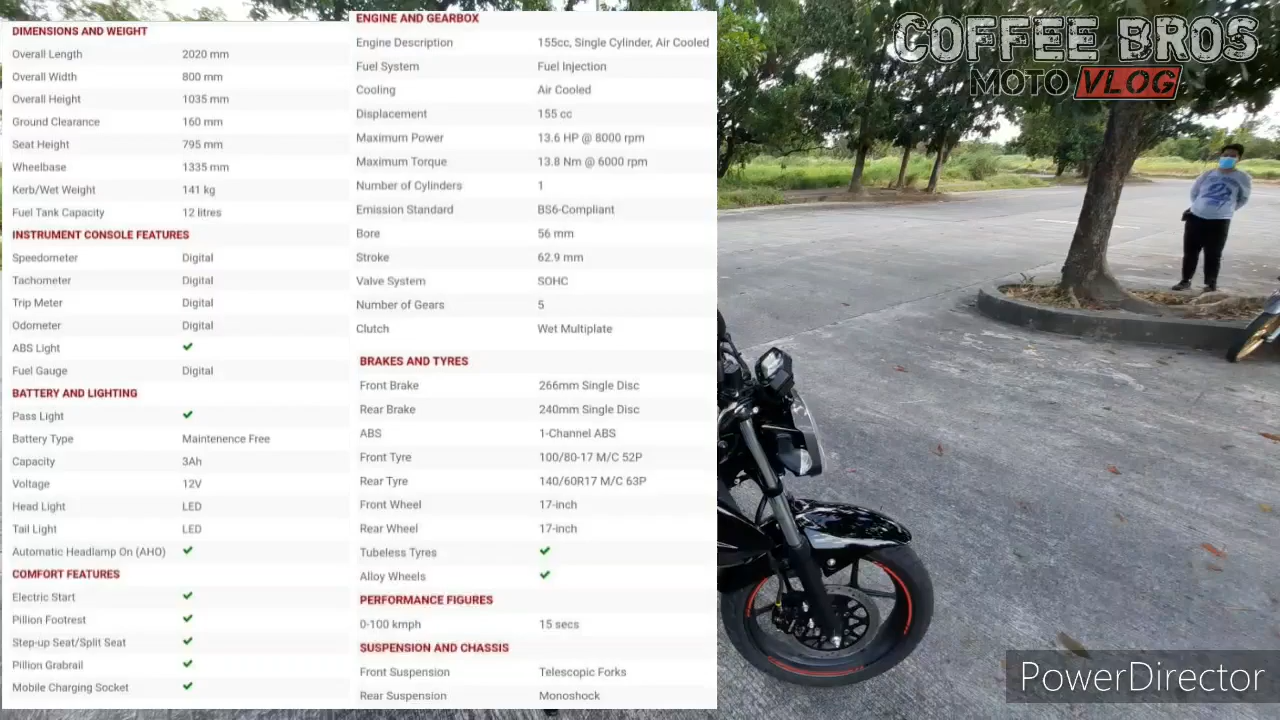 DIMENSIONS AND WEIGHT
Overall Length 2020 mm
Overall Width 800 mm
Overall Height 1035 mm
Ground Clearance 160 mm
Seat Height 795 mm
Wheelbase 1335 mm
Kerb/Wet Weight 141 kg
Fuel Tank Capacity 12 litres
INSTRUMENT CONSOLE FEATURES
Speedometer Digital
Tachometer Digital
Trip Meter Digital
Odometer Digital
ABS Light ✔
Fuel Gauge Digital
BATTERY AND LIGHTING
Pass Light ✔
Battery Type Maintenence Free
Capacity 3Ah
Voltage 12V
Head Light LED
Tail Light LED
Automatic Headlamp On (AHO) ✔
COMFORT FEATURES
Electric Start ✔
Pillion Footrest ✔
Step-up Seat/Split Seat ✔
Pillion Grabrail ✔
Mobile Charging Socket ✔
ENGINE AND GEARBOX
Engine Description 155cc, Single Cylinder, Air Cooled
Fuel System Fuel Injection
Cooling Air Cooled
Displacement 155 cc
Maximum Power 13.6 HP @ 8000 rpm
Maximum Torque 13.8 Nm @ 6000 rpm
Number of Cylinders 1
Emission Standard BS6-Compliant
Bore 56 mm
Stroke 62.9 mm
Valve System SOHC
Number of Gears 5
Clutch Wet Multiplate
BRAKES AND TYRES
Front Brake 266mm Single Disc
Rear Brake 240mm Single Disc
ABS 1-Channel ABS
Front Tyre 100/80-17 M/C 52P
Rear Tyre 140/60R17 M/C 63P
Front Wheel 17-inch
Rear Wheel 17-inch
Tubeless Tyres ✔
Alloy Wheels ✔
PERFORMANCE FIGURES
0-100 kmph 15 secs
SUSPENSION AND CHASSIS
Front Suspension Telescopic Forks
Rear Suspension Monoshock
COFFEE BROS
MOTO VLOG
PowerDirector